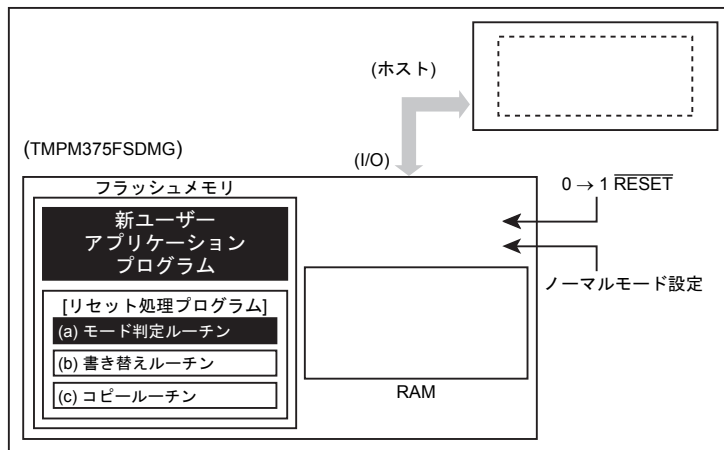 (ホスト)
(TMPM375FSDMG)
(I/O)
フラッシュメモリ
0 → 1 RESET
新ユーザー
アプリケーション
プログラム
ノーマルモード設定
[リセット処理プログラム]
(a) モード判定ルーチン
(b) 書き替えルーチン
(c) コピールーチン
RAM